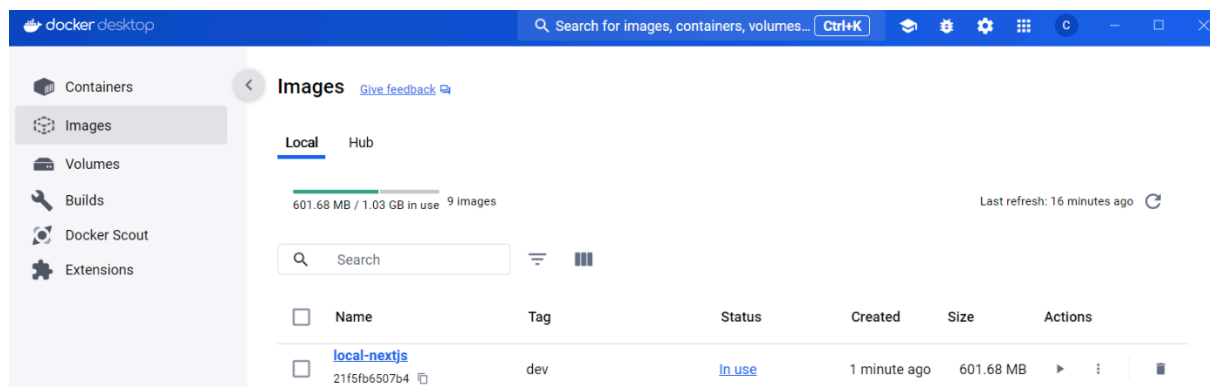 docker desktop
Search for images, containers, volumes... Ctrl+K
C
Containers
Images
Volumes
Builds
Docker Scout
Extensions
Images Give feedback
Local Hub
601.68 MB / 1.03 GB in use 9 images
Last refresh: 16 minutes ago
Search
Name Tag Status Created Size Actions
local-nextjs
21f5fb6507b4
dev In use 1 minute ago 601.68 MB